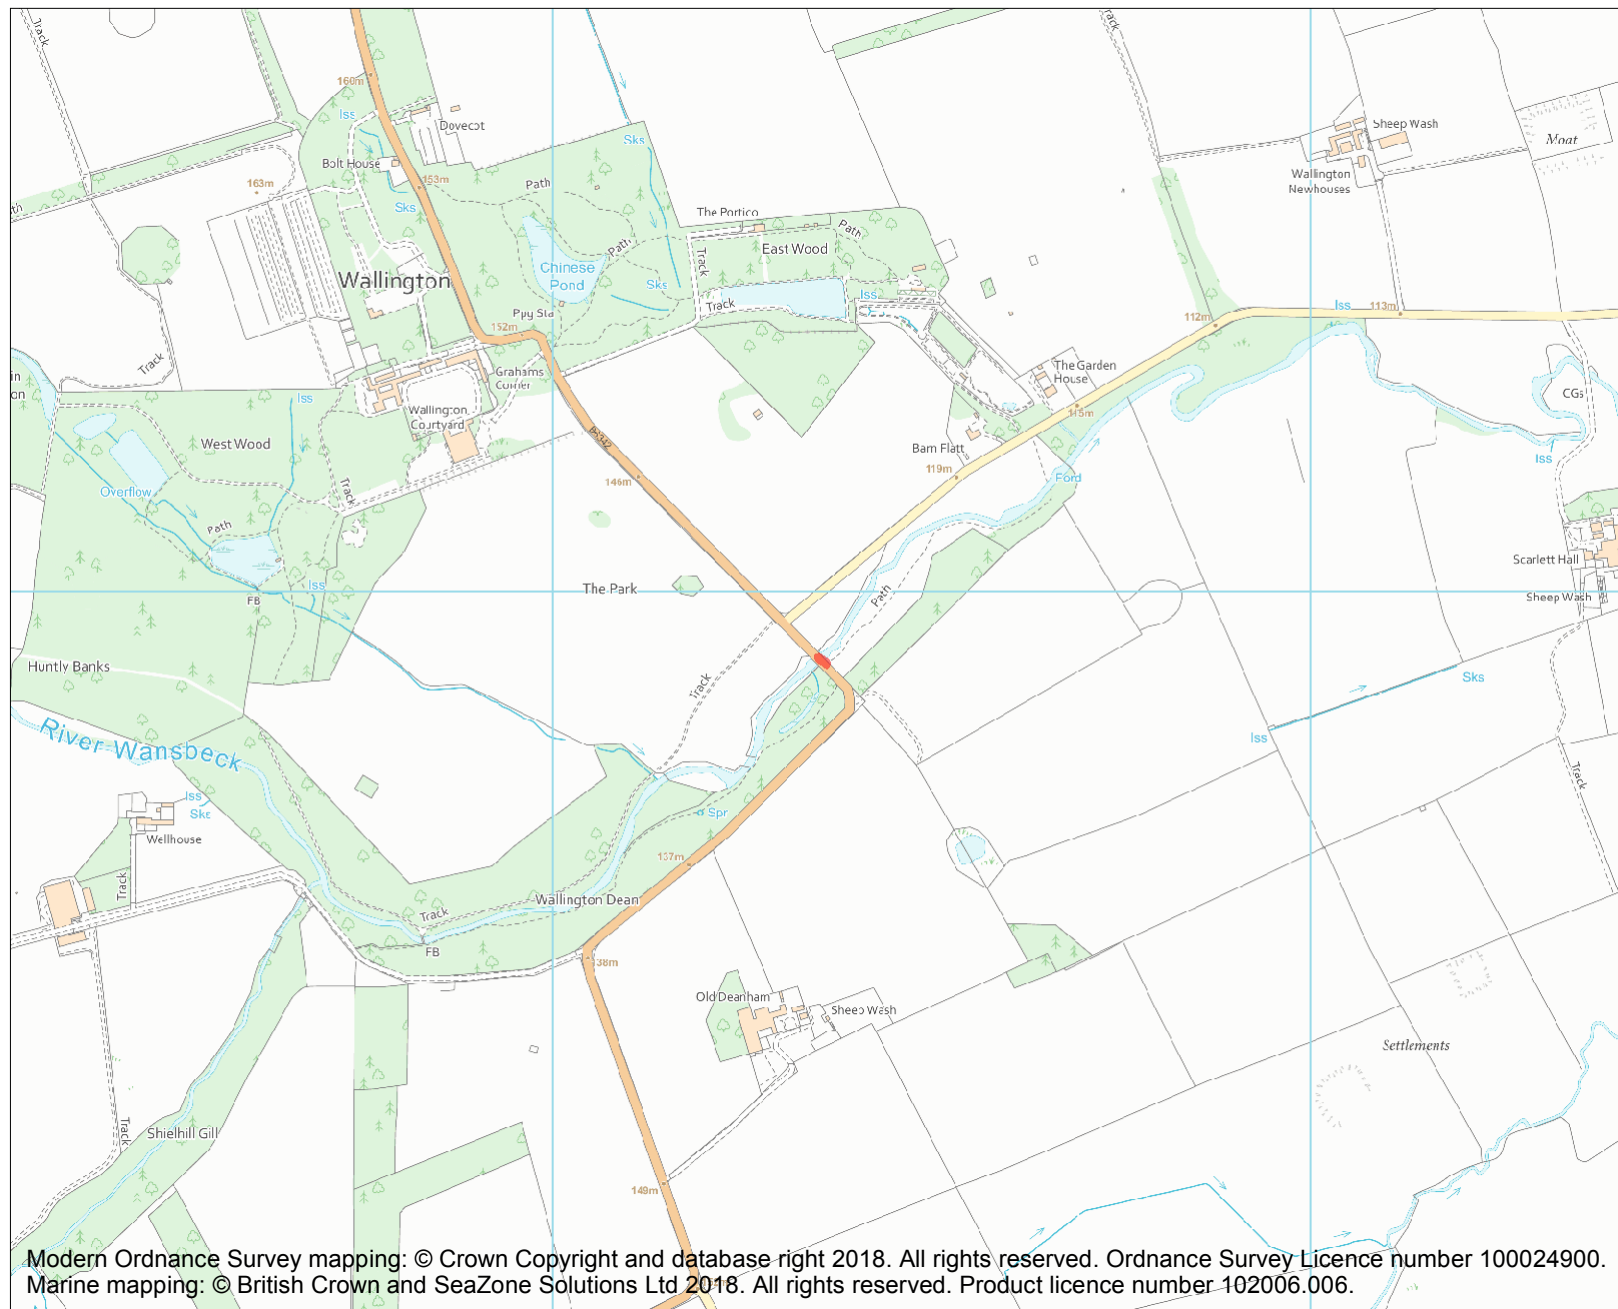 Track
Track
160m
Iss
Dovecot
Sks
Sheep Wash
Moat
Bolt House
163m
153m
Path
Wallington
Newhouses
Sks
The Portico
Path
Path
East Wood
Track
Wallington
Chinese
Pond
Sks
Iss
Track
Iss
113m
112m
Ppg Sta
152m
Track
Grahams
Corner
The Garden
House
CGs
Iss
Wallington
Courtyard
115m
West Wood
B6342
Barn Flatt
119m
Iss
Overflow
Track
146m
Ford
Path
Scarlett Hall
Iss
The Park
Path
Sheep Wash
FB
Huntly Banks
Track
Sks
River Wansbeck
Iss
Track
Iss
Sks
Spr
Wellhouse
137m
Track
Wallington Dean
Track
FB
138m
Old Deanham
Sheep Wash
Settlements
Track
Shielhill Gill
149m
Modern Ordnance Survey mapping: © Crown Copyright and database right 2018. All rights reserved. Ordnance Survey Licence number 100024900.
Marine mapping: © British Crown and SeaZone Solutions Ltd 2018. All rights reserved. Product licence number 102006.006.